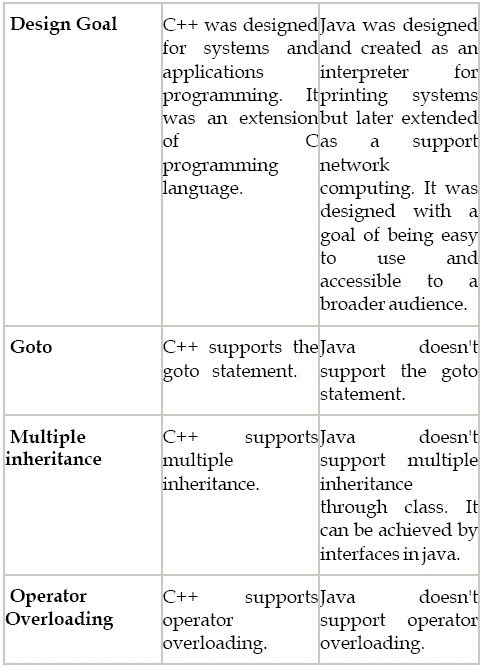 Design Goal
C++ was designed
for systems and
applications
programming. It
was an extension
of C
programming
language.
Java was designed
and created as an
interpreter for
printing systems
but later extended
as a support
network
computing. It was
designed with a
goal of being easy
to use and
accessible to a
broader audience.
Goto
C++ supports the
goto statement.
Java doesn't
support the goto
statement.
Multiple
inheritance
C++ supports
multiple
inheritance.
Java doesn't
support multiple
inheritance
through class. It
can be achieved by
interfaces in java.
Operator
Overloading
C++ supports
operator
overloading.
Java doesn't
support operator
overloading.